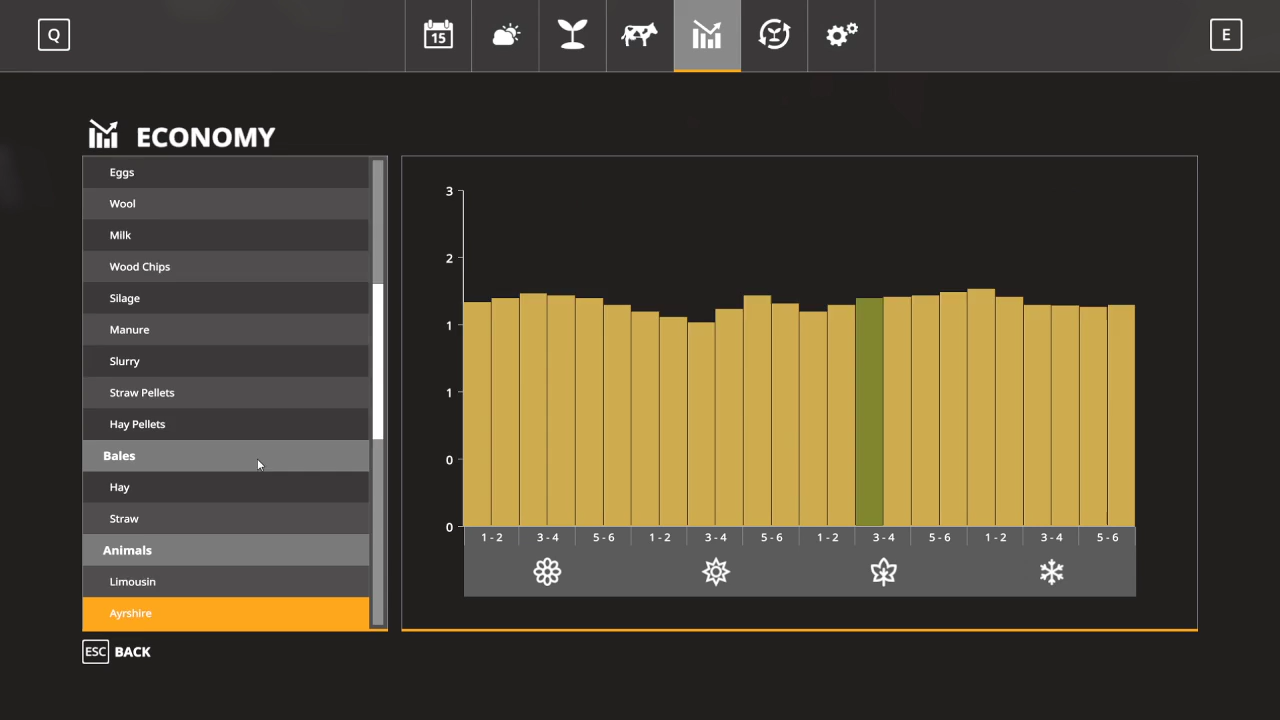 Q
15
E
ECONOMY
Eggs
Wool
Milk
Wood Chips
Silage
Manure
Slurry
Straw Pellets
Hay Pellets
Bales
Hay
Straw
Animals
Limousin
Ayrshire
3
2
1
1
0
0
1 - 2 3 - 4 5 - 6 1 - 2 3 - 4 5 - 6 1 - 2 3 - 4 5 - 6 1 - 2 3 - 4 5 - 6
ESC BACK